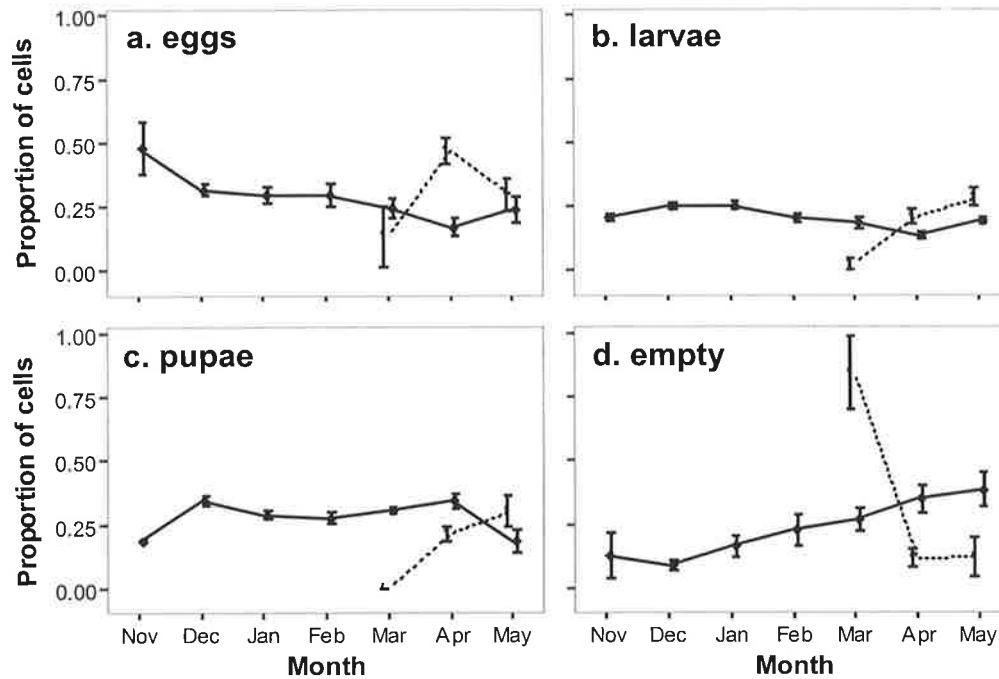 a. eggs
b. larvae
Proportion of cells
1.00
0.75
0.50
0.25
0.00
c. pupae
d. empty
Proportion of cells
1.00
0.75
0.50
0.25
0.00
Nov Dec Jan Feb Mar Apr May
Nov Dec Jan Feb Mar Apr May
Month
Month